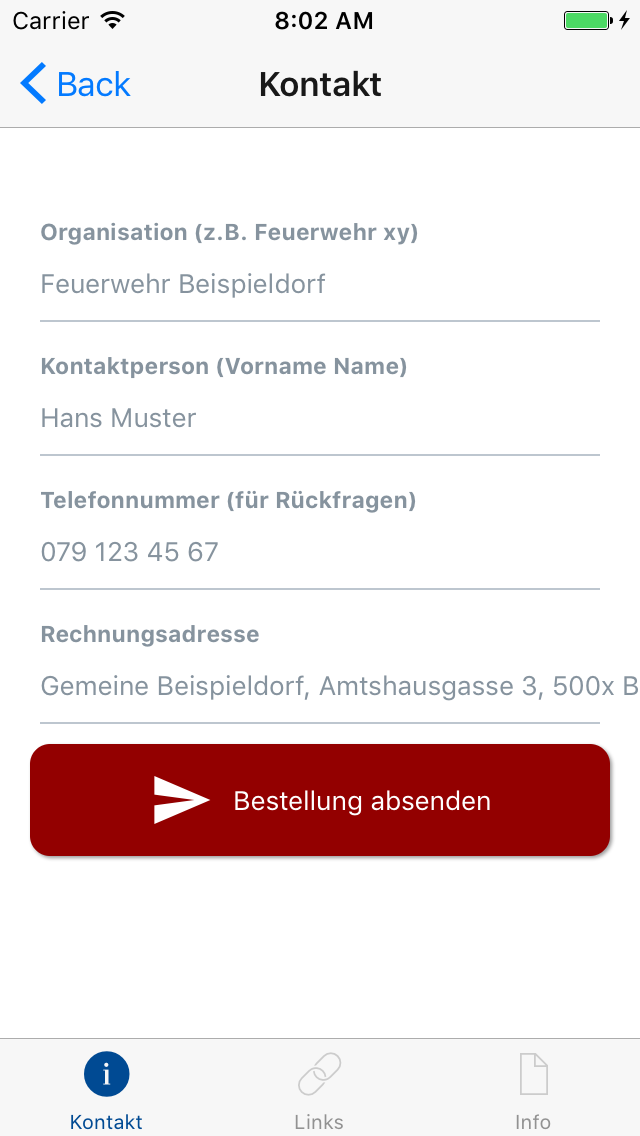 Carrier 8:02 AM
Back Kontakt
Organisation (z.B. Feuerwehr xy)
Feuerwehr Beispieldorf
Kontaktperson (Vorname Name)
Hans Muster
Telefonnummer (für Rückfragen)
079 123 45 67
Rechnungsadresse
Gemeine Beispieldorf, Amtshausgasse 3, 500x B
Bestellung absenden
Kontakt Links Info